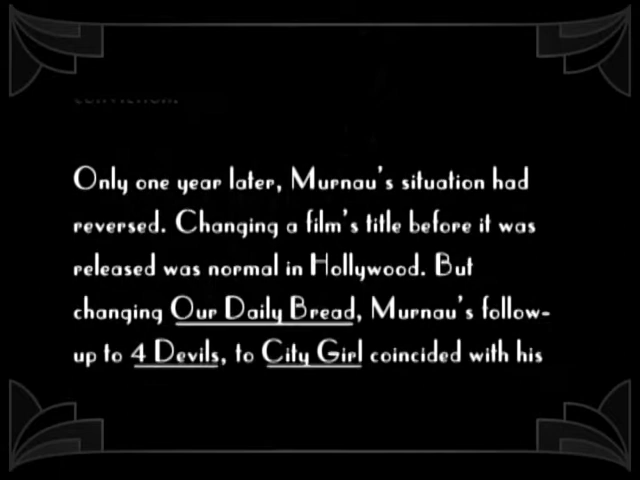 Only one year later, Murnau's situation had
reversed. Changing a film's title before it was
released was normal in Hollywood. But
changing Our Daily Bread, Murnau's follow-
up to 4 Devils, to City Girl coincided with his